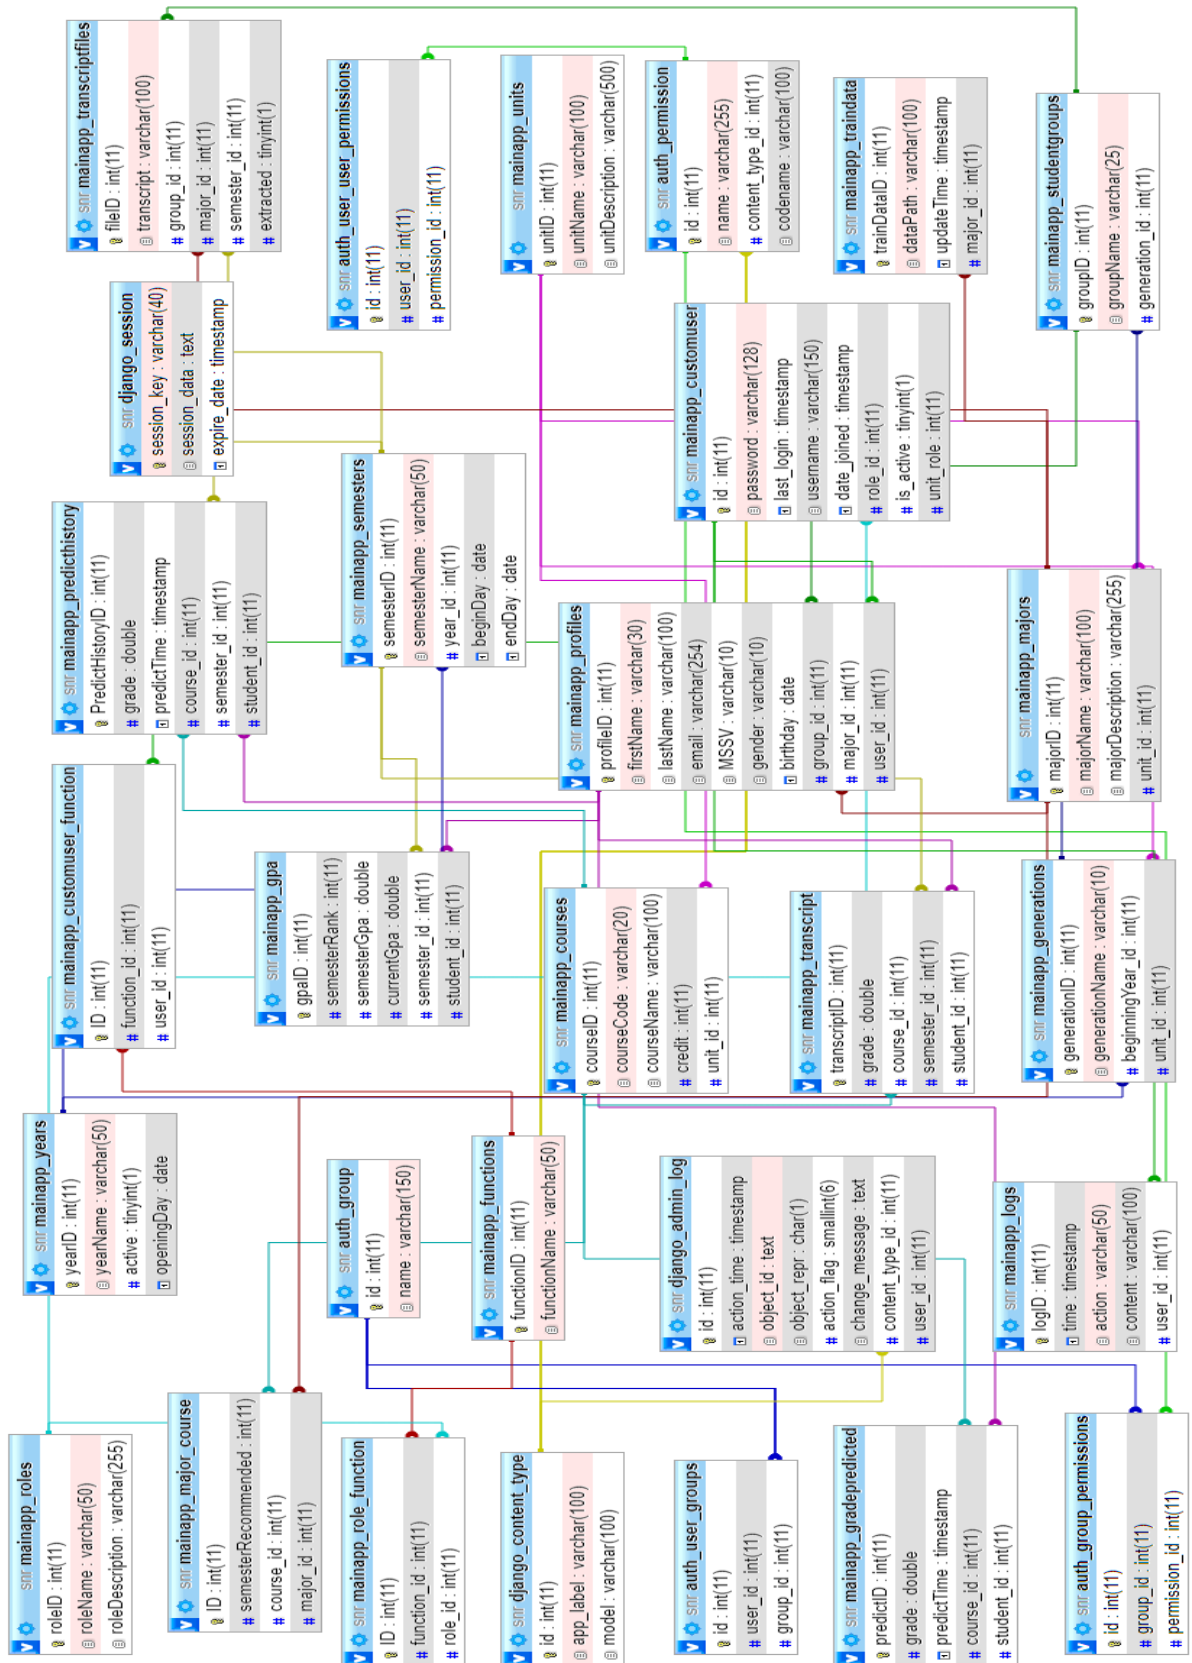 snr mainapp_roles
roleID : int(11)
roleName : varchar(50)
roleDescription : varchar(255)
snr mainapp_major_course
ID : int(11)
semesterRecommended : int(11)
course_id : int(11)
major_id : int(11)
snr mainapp_role_function
ID : int(11)
function_id : int(11)
role_id : int(11)
snr django_content_type
id : int(11)
app_label : varchar(100)
model : varchar(100)
snr auth_user_groups
id : int(11)
user_id : int(11)
group_id : int(11)
snr mainapp_gradepredicted
predictID : int(11)
grade : double
predictTime : timestamp
course_id : int(11)
student_id : int(11)
snr auth_group_permissions
id : int(11)
group_id : int(11)
permission_id : int(11)
snr mainapp_years
yearID : int(11)
yearName : varchar(50)
active : tinyint(1)
openingDay : date
snr auth_group
id : int(11)
name : varchar(150)
snr mainapp_functions
functionID : int(11)
functionName : varchar(50)
snr django_admin_log
id : int(11)
action_time : timestamp
object_id : text
object_repr : char(1)
action_flag : smallint(6)
change_message : text
content_type_id : int(11)
user_id : int(11)
snr mainapp_logs
logID : int(11)
time : timestamp
action : varchar(50)
content : varchar(100)
user_id : int(11)
snr mainapp_customuser_function
ID : int(11)
function_id : int(11)
user_id : int(11)
snr mainapp_gpa
gpaID : int(11)
semesterRank : int(11)
semesterGpa : double
currentGpa : double
semester_id : int(11)
student_id : int(11)
snr mainapp_courses
courseID : int(11)
courseCode : varchar(20)
courseName : varchar(100)
credit : int(11)
unit_id : int(11)
snr mainapp_transcript
transcriptID : int(11)
grade : double
course_id : int(11)
semester_id : int(11)
student_id : int(11)
snr mainapp_generations
generationID : int(11)
generationName : varchar(10)
beginningYear_id : int(11)
unit_id : int(11)
snr mainapp_predicthistory
PredictHistoryID : int(11)
grade : double
predictTime : timestamp
course_id : int(11)
semester_id : int(11)
student_id : int(11)
snr mainapp_semesters
semesterID : int(11)
semesterName : varchar(50)
year_id : int(11)
beginDay : date
endDay : date
snr mainapp_profiles
profileID : int(11)
firstName : varchar(30)
lastName : varchar(100)
email : varchar(254)
MSSV : varchar(10)
gender : varchar(10)
birthday : date
group_id : int(11)
major_id : int(11)
user_id : int(11)
snr mainapp_majors
majorID : int(11)
majorName : varchar(100)
majorDescription : varchar(255)
unit_id : int(11)
snr django_session
session_key : varchar(40)
session_data : text
expire_date : timestamp
snr mainapp_customuser
id : int(11)
password : varchar(128)
last_login : timestamp
username : varchar(150)
date_joined : timestamp
role_id : int(11)
is_active : tinyint(1)
unit_role : int(11)
snr mainapp_transcriptfiles
fileID : int(11)
transcript : varchar(100)
group_id : int(11)
major_id : int(11)
semester_id : int(11)
extracted : tinyint(1)
snr auth_user_user_permissions
id : int(11)
user_id : int(11)
permission_id : int(11)
snr mainapp_units
unitID : int(11)
unitName : varchar(100)
unitDescription : varchar(500)
snr auth_permission
id : int(11)
name : varchar(255)
content_type_id : int(11)
codename : varchar(100)
snr mainapp_traindata
trainDataID : int(11)
dataPath : varchar(100)
updateTime : timestamp
major_id : int(11)
snr mainapp_studentgroups
groupID : int(11)
groupName : varchar(25)
generation_id : int(11)